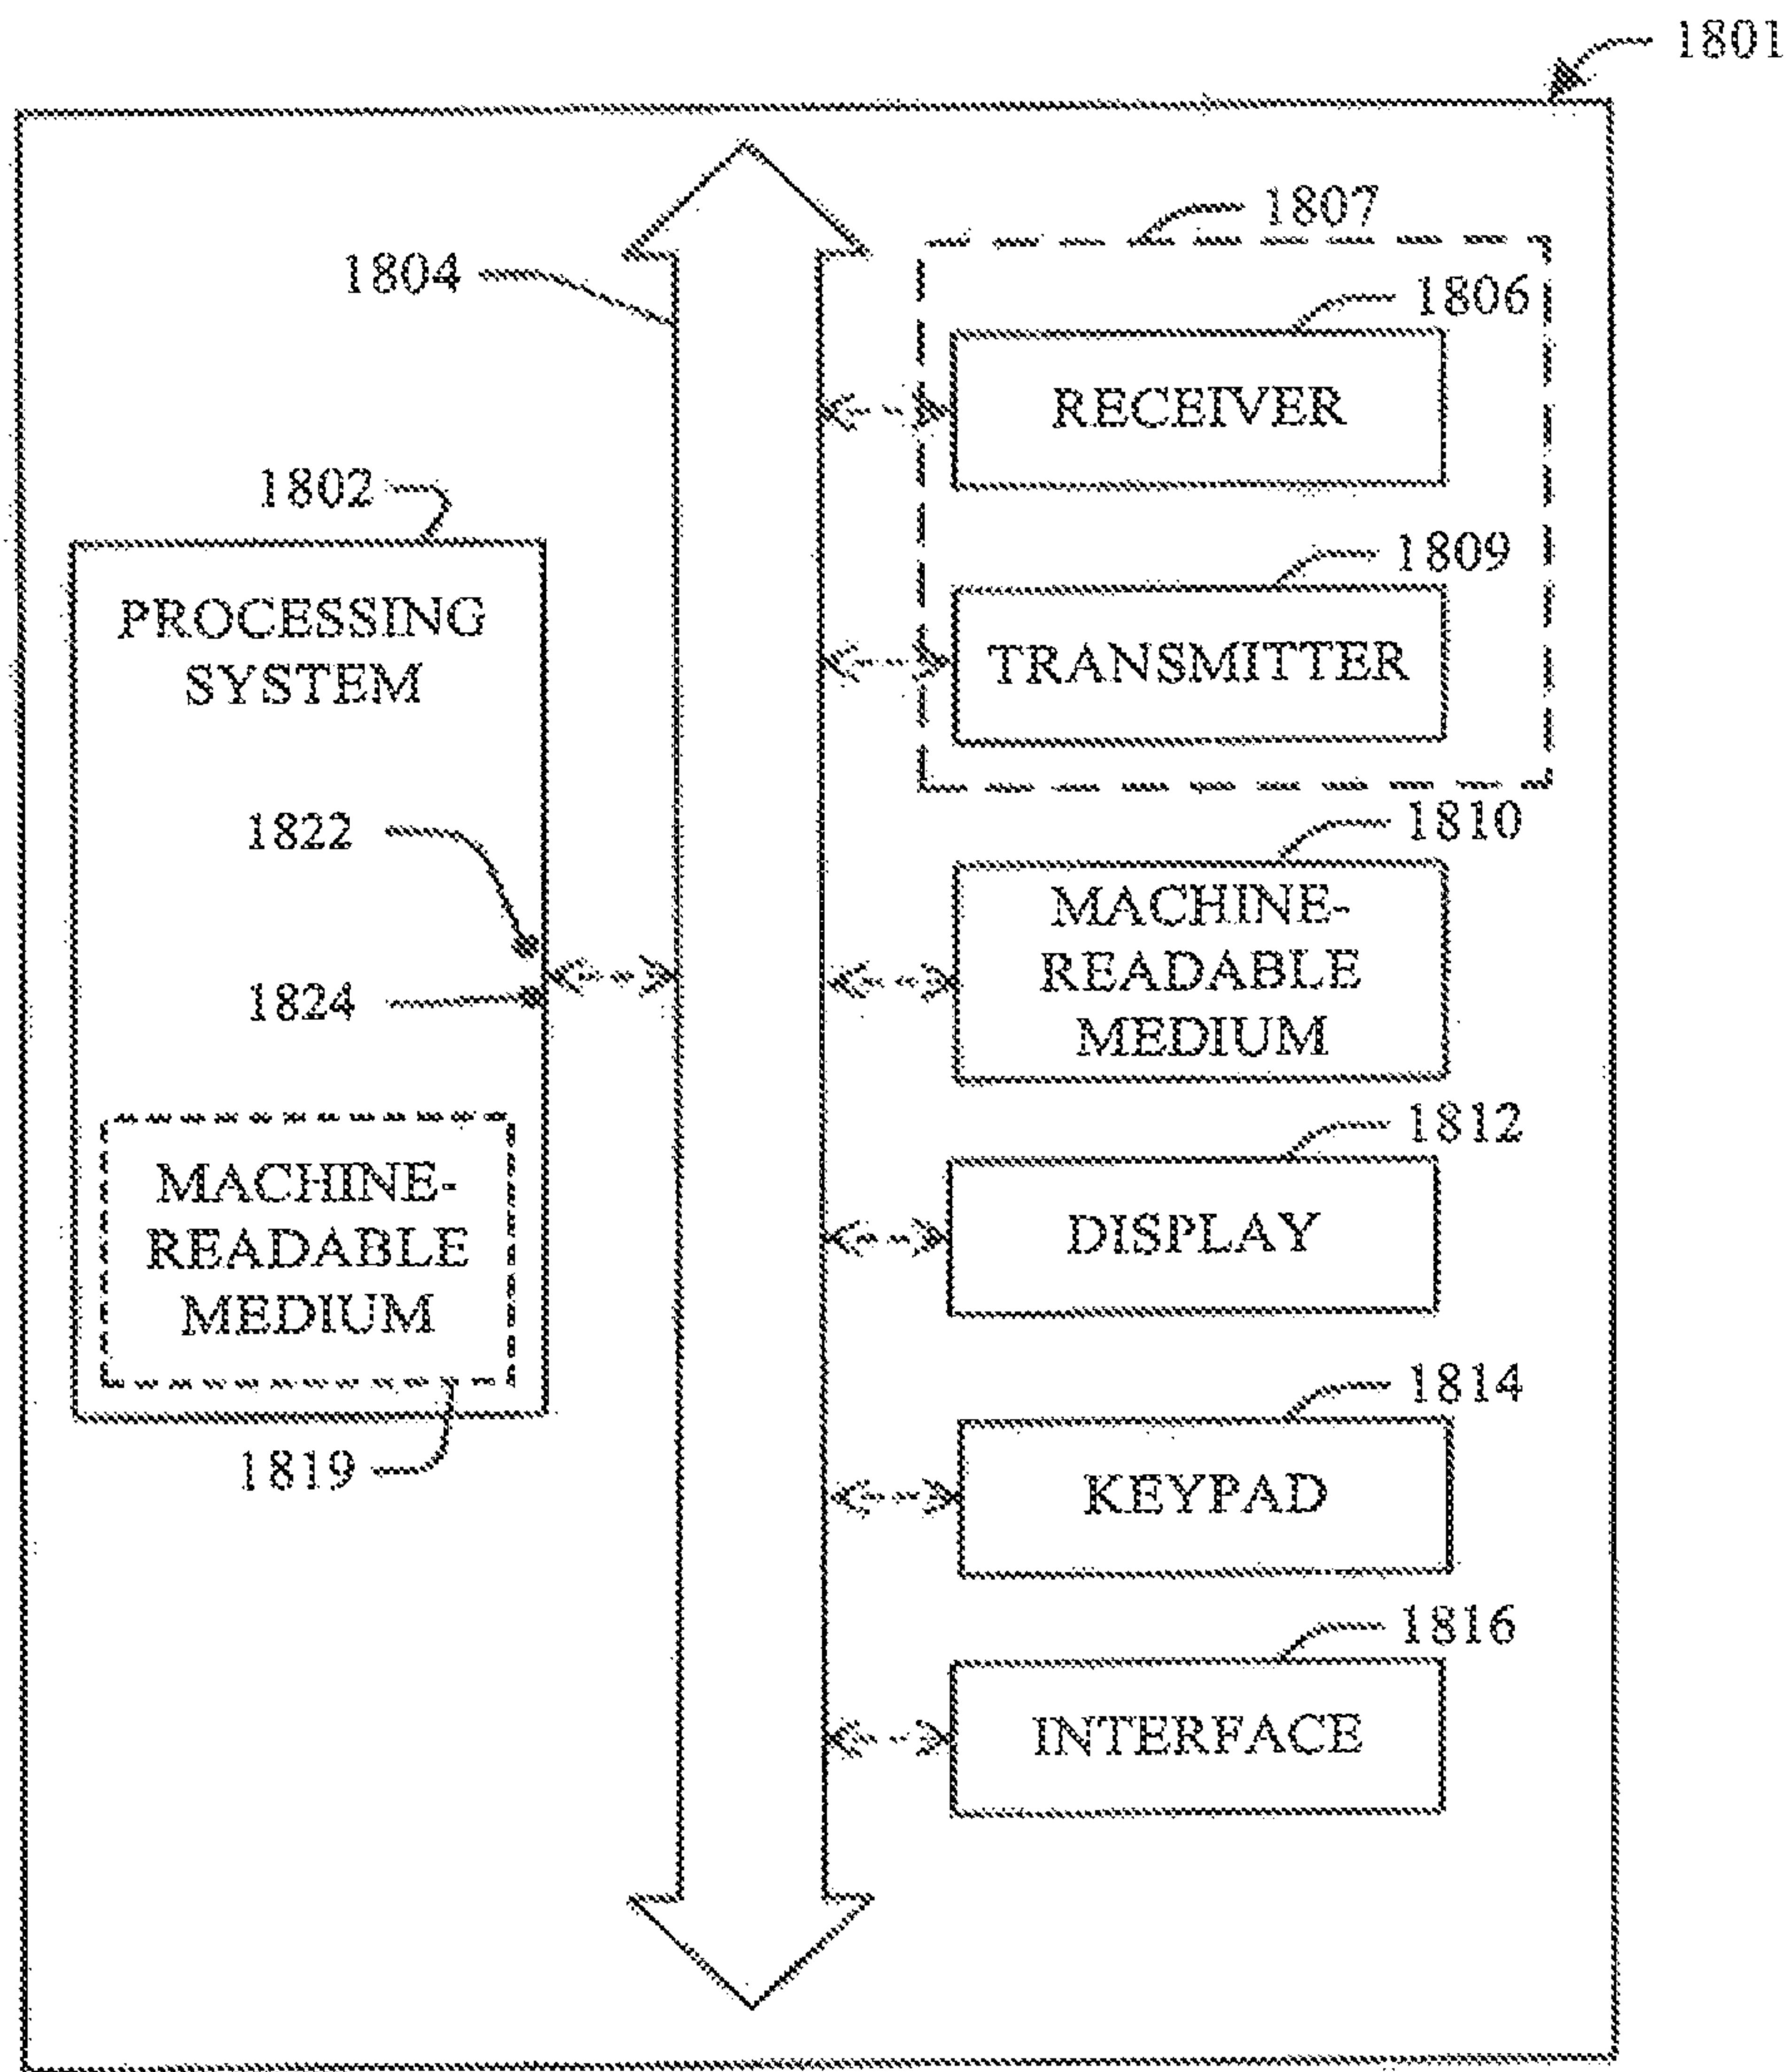 1801
1807
1804
1806
RECEIVER
1802
1809
PROCESSING
SYSTEM
TRANSMITTER
1822
1810
MACHINE-
READABLE
MEDIUM
1824
1812
MACHINE-
READABLE
MEDIUM
DISPLAY
1814
1819
KEYPAD
1816
INTERFACE